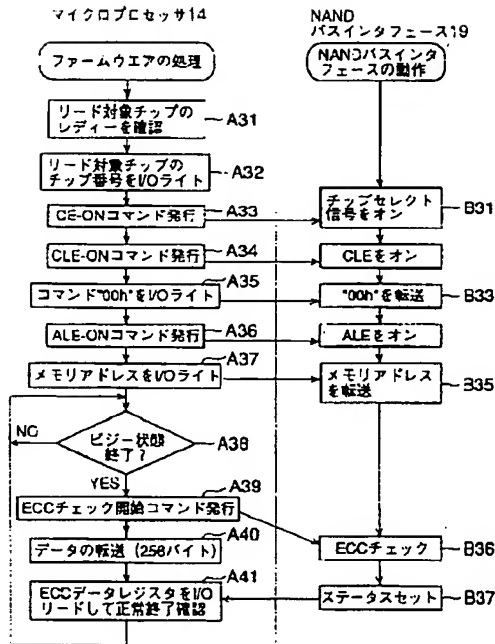 マイクロプロセッサ14
NAND
バスインタフェース19
ファームウエアの処理
NANDバスインタ
フェースの動作
リード対象チップの
レディーを確認
A31
リード対象チップの
チップ番号をI/Oライト
A32
CE-ONコマンド発行
A33
チップセレクト
信号をオン
B31
CLE-ONコマンド発行
A34
CLEをオン
コマンド"00h"をI/Oライト
A35
"00h"を転送
B33
ALE-ONコマンド発行
A36
ALEをオン
メモリアドレスをI/Oライト
A37
メモリアドレス
を転送
B35
NO
ビジー状態
終了?
A38
YES
ECCチェック開始コマンド発行
A39
データの転送(256バイト)
A40
ECCチェック
B36
ECCデータレジスタをI/O
リードして正常終了確認
A41
ステータスセット
B37